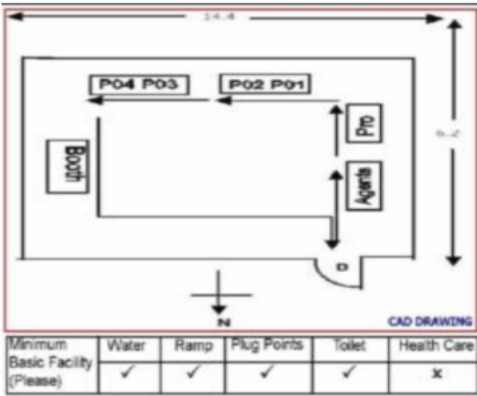 14.4
P04 P03
P02 P01
Pro
Booth
Agents
D
N
CAD DRAWING
Minimum Basic Facility (Please)
Water
Ramp
Plug Points
Toilet
Health Care
✓
✓
✓
✓
x